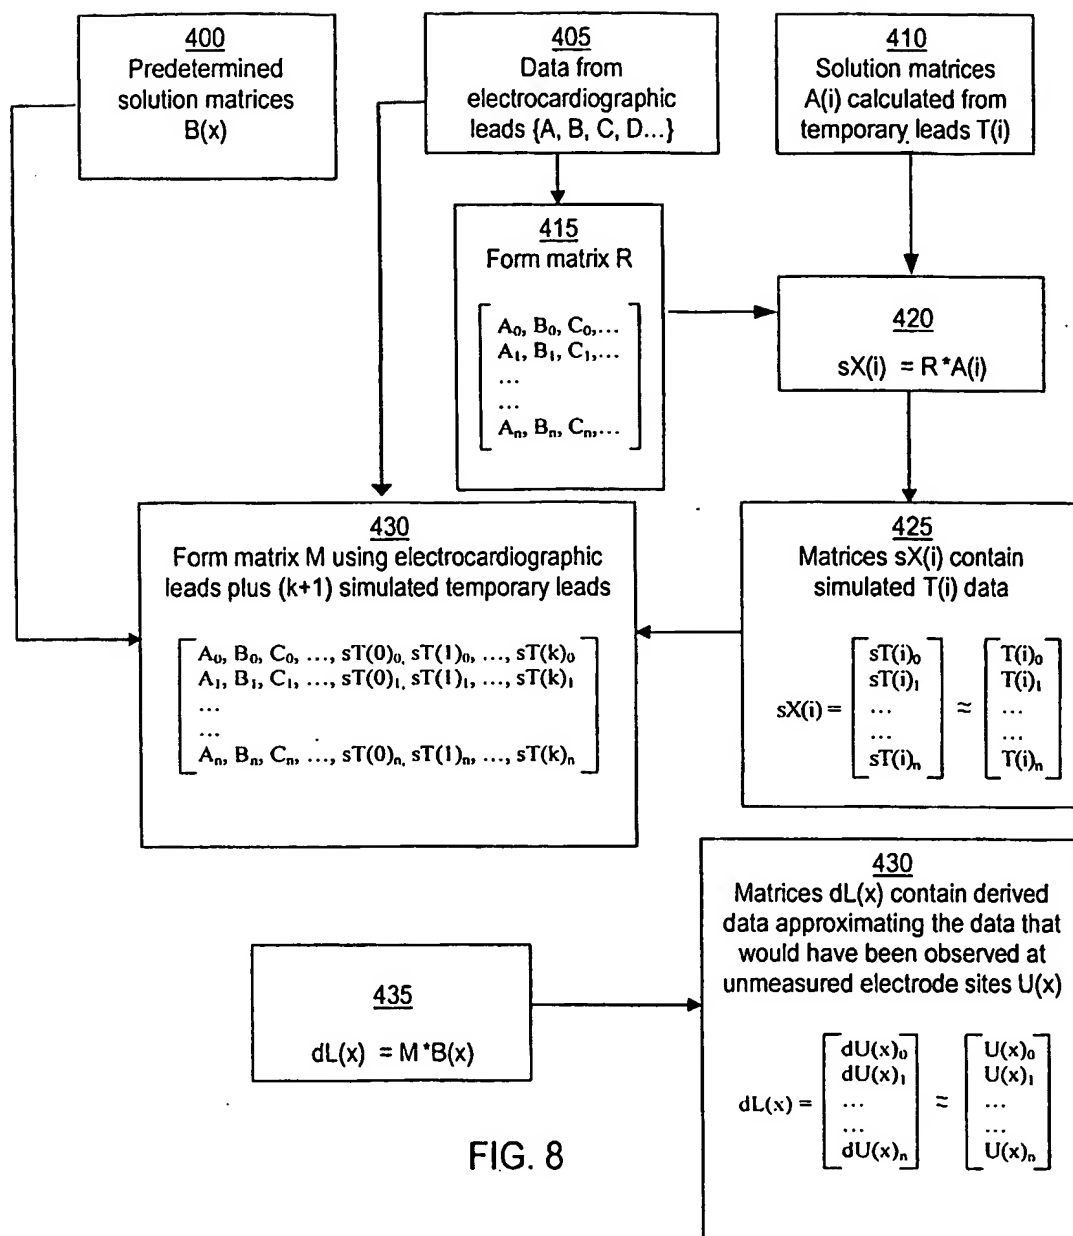 400
Predetermined
solution matrices
B(x)
405
Data from
electrocardiographic
leads {A, B, C, D...}
410
Solution matrices
A(i) calculated from
temporary leads T(i)
415
Form matrix R
A₀, B₀, C₀,...
A₁, B₁, C₁,...
...
...
Aₙ, Bₙ, Cₙ,...
420
sX(i) = R*A(i)
430
Form matrix M using electrocardiographic
leads plus (k+1) simulated temporary leads
A₀, B₀, C₀, ..., sT(0)₀, sT(1)₀, ..., sT(k)₀
A₁, B₁, C₁, ..., sT(0)₁, sT(1)₁, ..., sT(k)₁
...
...
Aₙ, Bₙ, Cₙ, ..., sT(0)ₙ, sT(1)ₙ, ..., sT(k)ₙ
425
Matrices sX(i) contain
simulated T(i) data
sT(i)₀ T(i)₀
sT(i)₁ T(i)₁
sX(i) = ... ≈ ...
... ...
sT(i)ₙ T(i)ₙ
435
dL(x) = M*B(x)
430
Matrices dL(x) contain derived
data approximating the data that
would have been observed at
unmeasured electrode sites U(x)
dU(x)₀ U(x)₀
dU(x)₁ U(x)₁
dL(x) = ... ≈ ...
... ...
dU(x)ₙ U(x)ₙ
FIG. 8